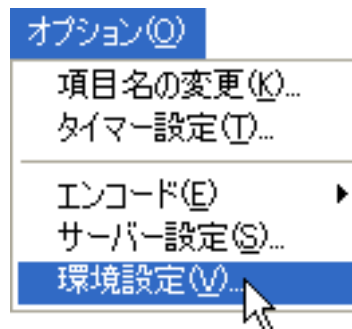 オプション(O)
項目名の変更(K)...
タイマー設定(T)...
エンコード(E)
サーバー設定(S)...
環境設定(V)...